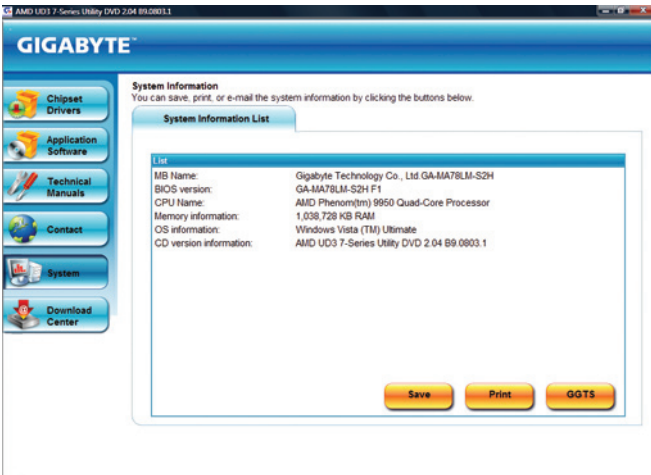 AMD UD3 7-Series Utility DVD 2.04 B9.0803.1
GIGABYTE™
System Information
You can save, print, or e-mail the system information by clicking the buttons below.
System Information List
Chipset
Drivers
Application
Software
Technical
Manuals
Contact
System
Download
Center
List
MB Name: Gigabyte Technology Co., Ltd.GA-MA78LM-S2H
BIOS version: GA-MA78LM-S2H F1
CPU Name: AMD Phenom(tm) 9950 Quad-Core Processor
Memory information: 1,038,728 KB RAM
OS information: Windows Vista (TM) Ultimate
CD version information: AMD UD3 7-Series Utility DVD 2.04 B9.0803.1
Save Print GGTS